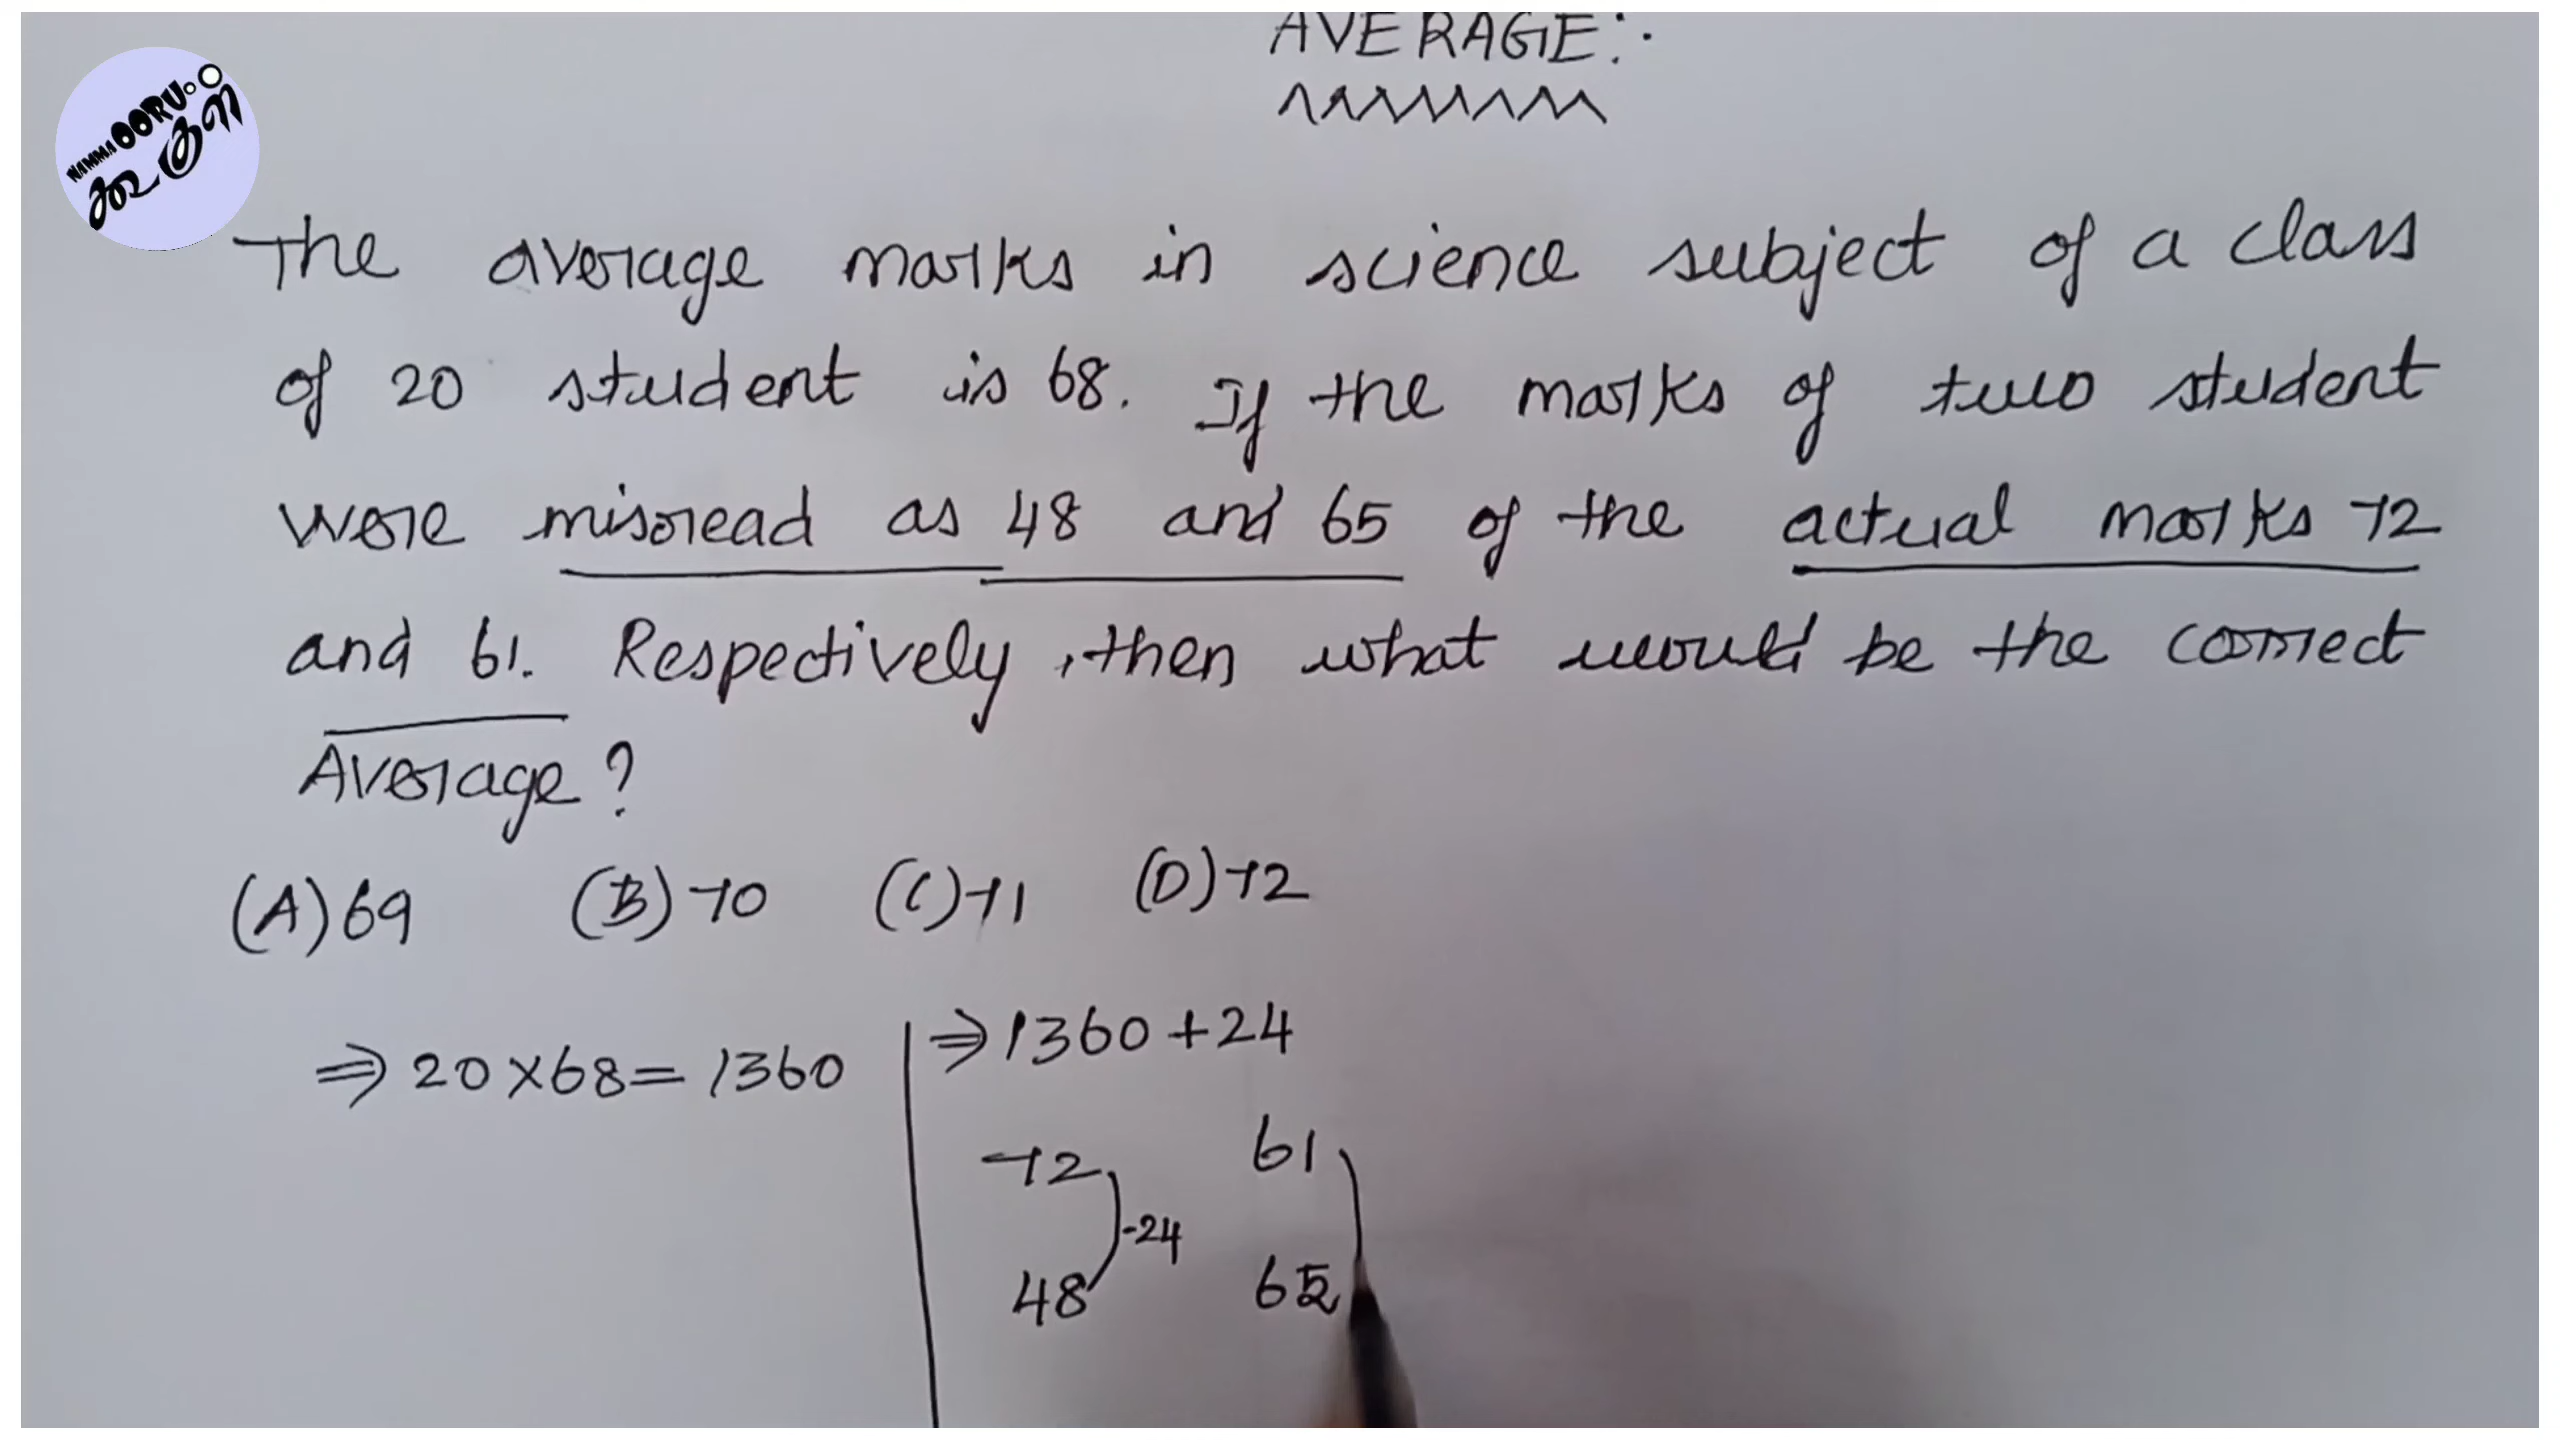 NAMMA OORU
AVERAGE:-
The average marks in science subject of a class
of 20 student is 68. If the marks of two student
were misread as 48 and 65 of the actual marks 72
and 61. Respectively, then what would be the correct
Average?
(A) 69 (B) 70 (C) 71 (D) 72
⇒ 20 × 68 = 1360
⇒ 1360 + 24
72 61
-24
48 65